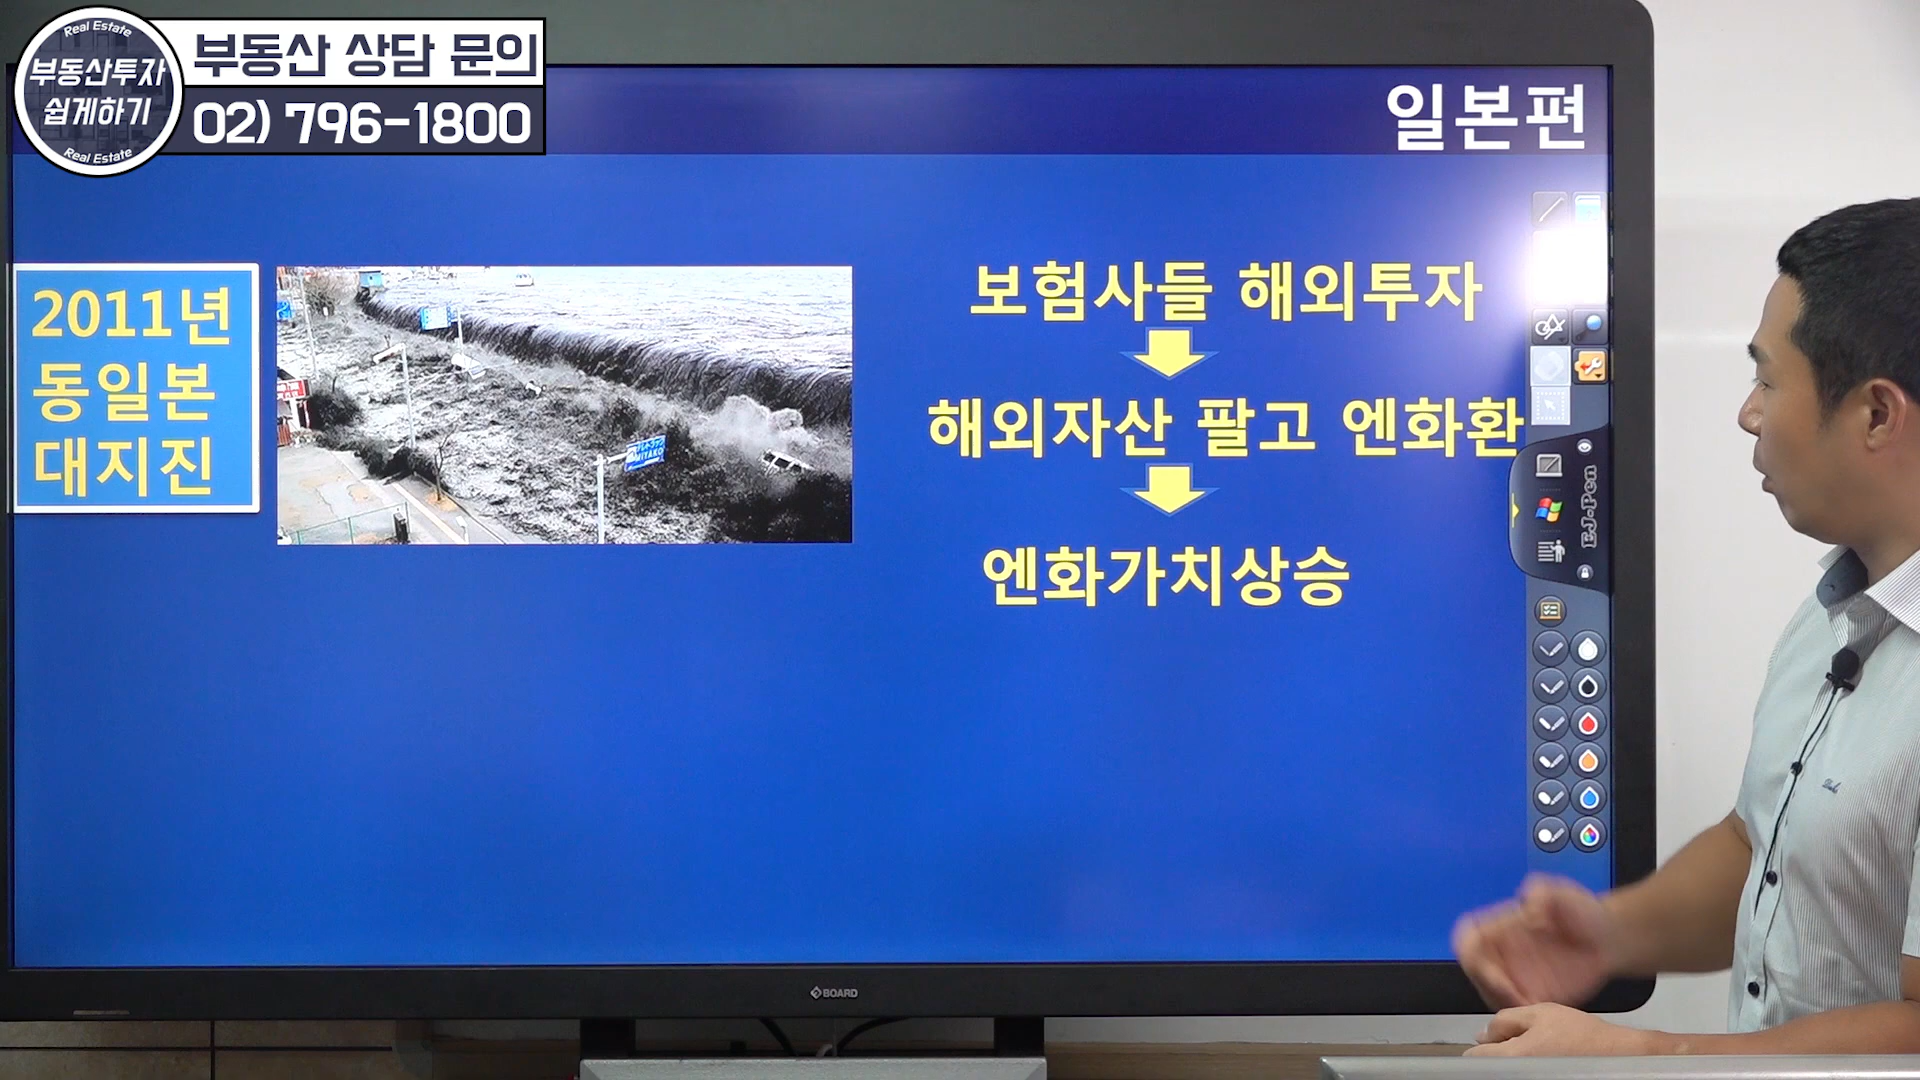 Real Estate
부동산투자
쉽게하기
Real Estate
부동산 상담 문의
02) 796-1800
일본편
2011년
동일본
대지진
MIYAKO
보험사들 해외투자
해외자산 팔고 엔화환
엔화가치상승
EJ-Pen
BOARD